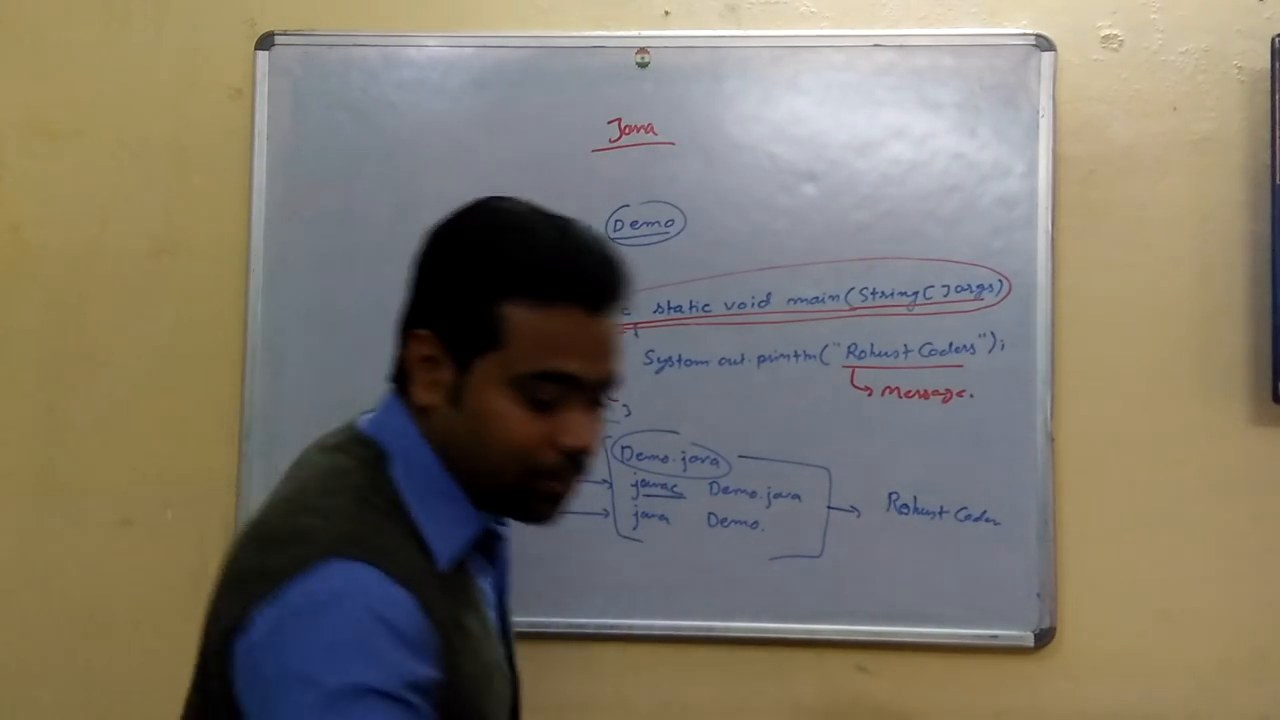 Java
Demo
c static void main(String[]args)
{
System.out.println("Robust Coders");
→ Message.
}
Demo.java
javac Demo.java
java Demo.
→ Robust Coder